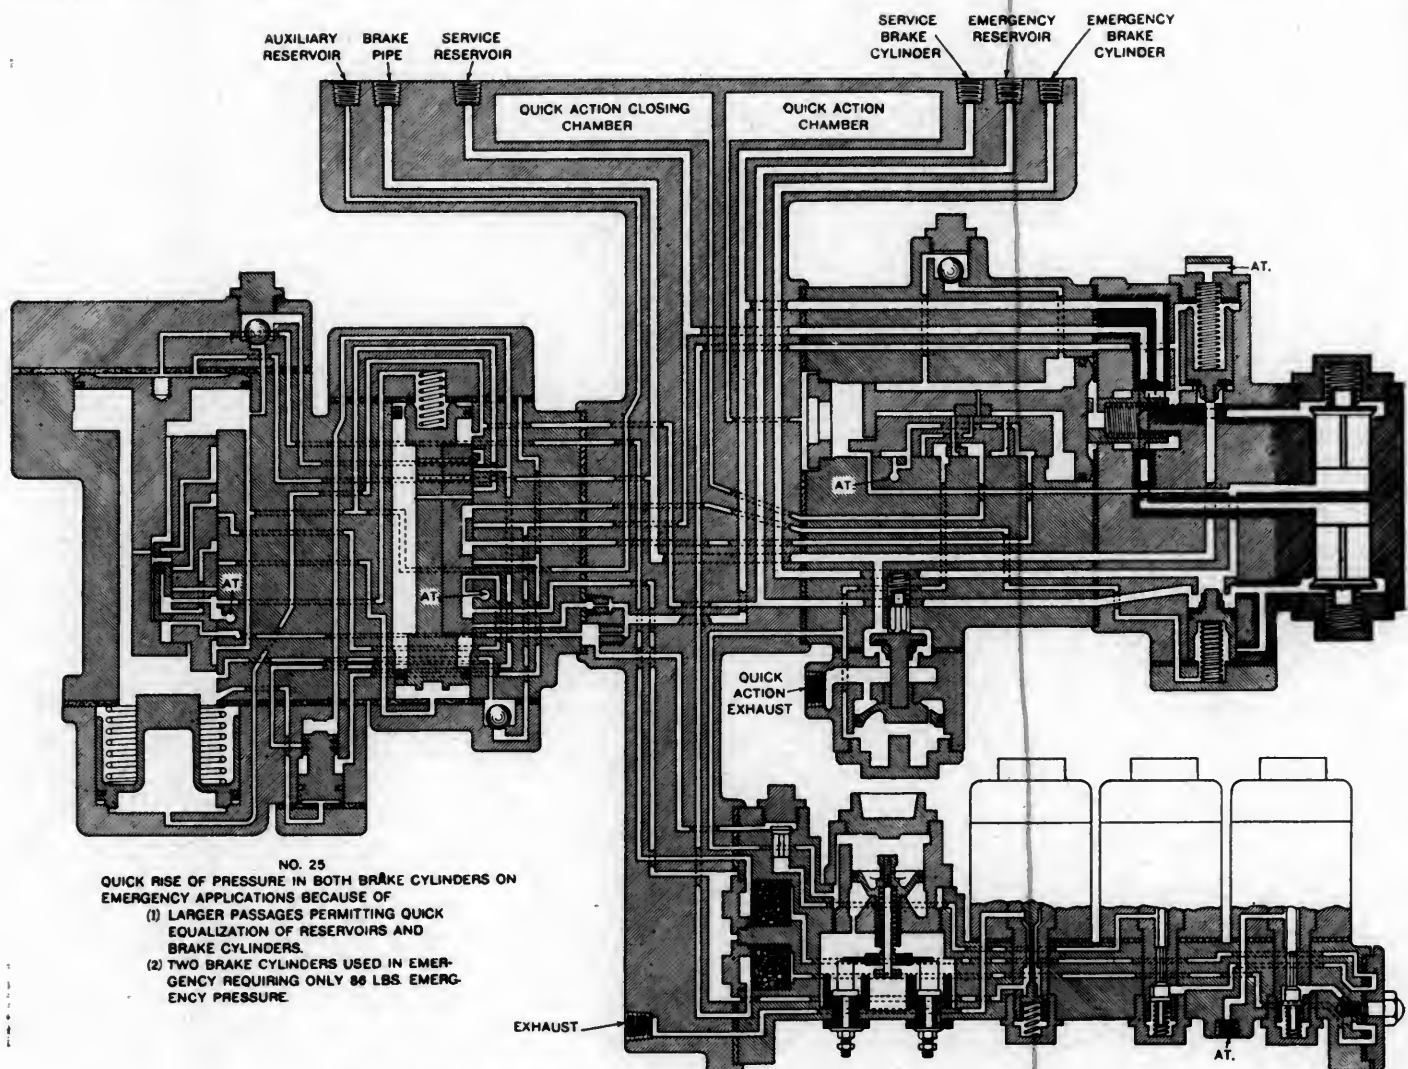 AUXILIARY
RESERVOIR
BRAKE
PIPE
SERVICE
RESERVOIR
SERVICE
BRAKE
CYLINDER
EMERGENCY
RESERVOIR
EMERGENCY
BRAKE
CYLINDER
QUICK ACTION CLOSING
CHAMBER
QUICK ACTION
CHAMBER
AT.
AT.
AT
AT
QUICK
ACTION
EXHAUST
NO. 25
QUICK RISE OF PRESSURE IN BOTH BRAKE CYLINDERS ON
EMERGENCY APPLICATIONS BECAUSE OF
(1) LARGER PASSAGES PERMITTING QUICK
EQUALIZATION OF RESERVOIRS AND
BRAKE CYLINDERS.
(2) TWO BRAKE CYLINDERS USED IN EMER-
GENCY REQUIRING ONLY 86 LBS. EMERG-
ENCY PRESSURE.
EXHAUST
AT.